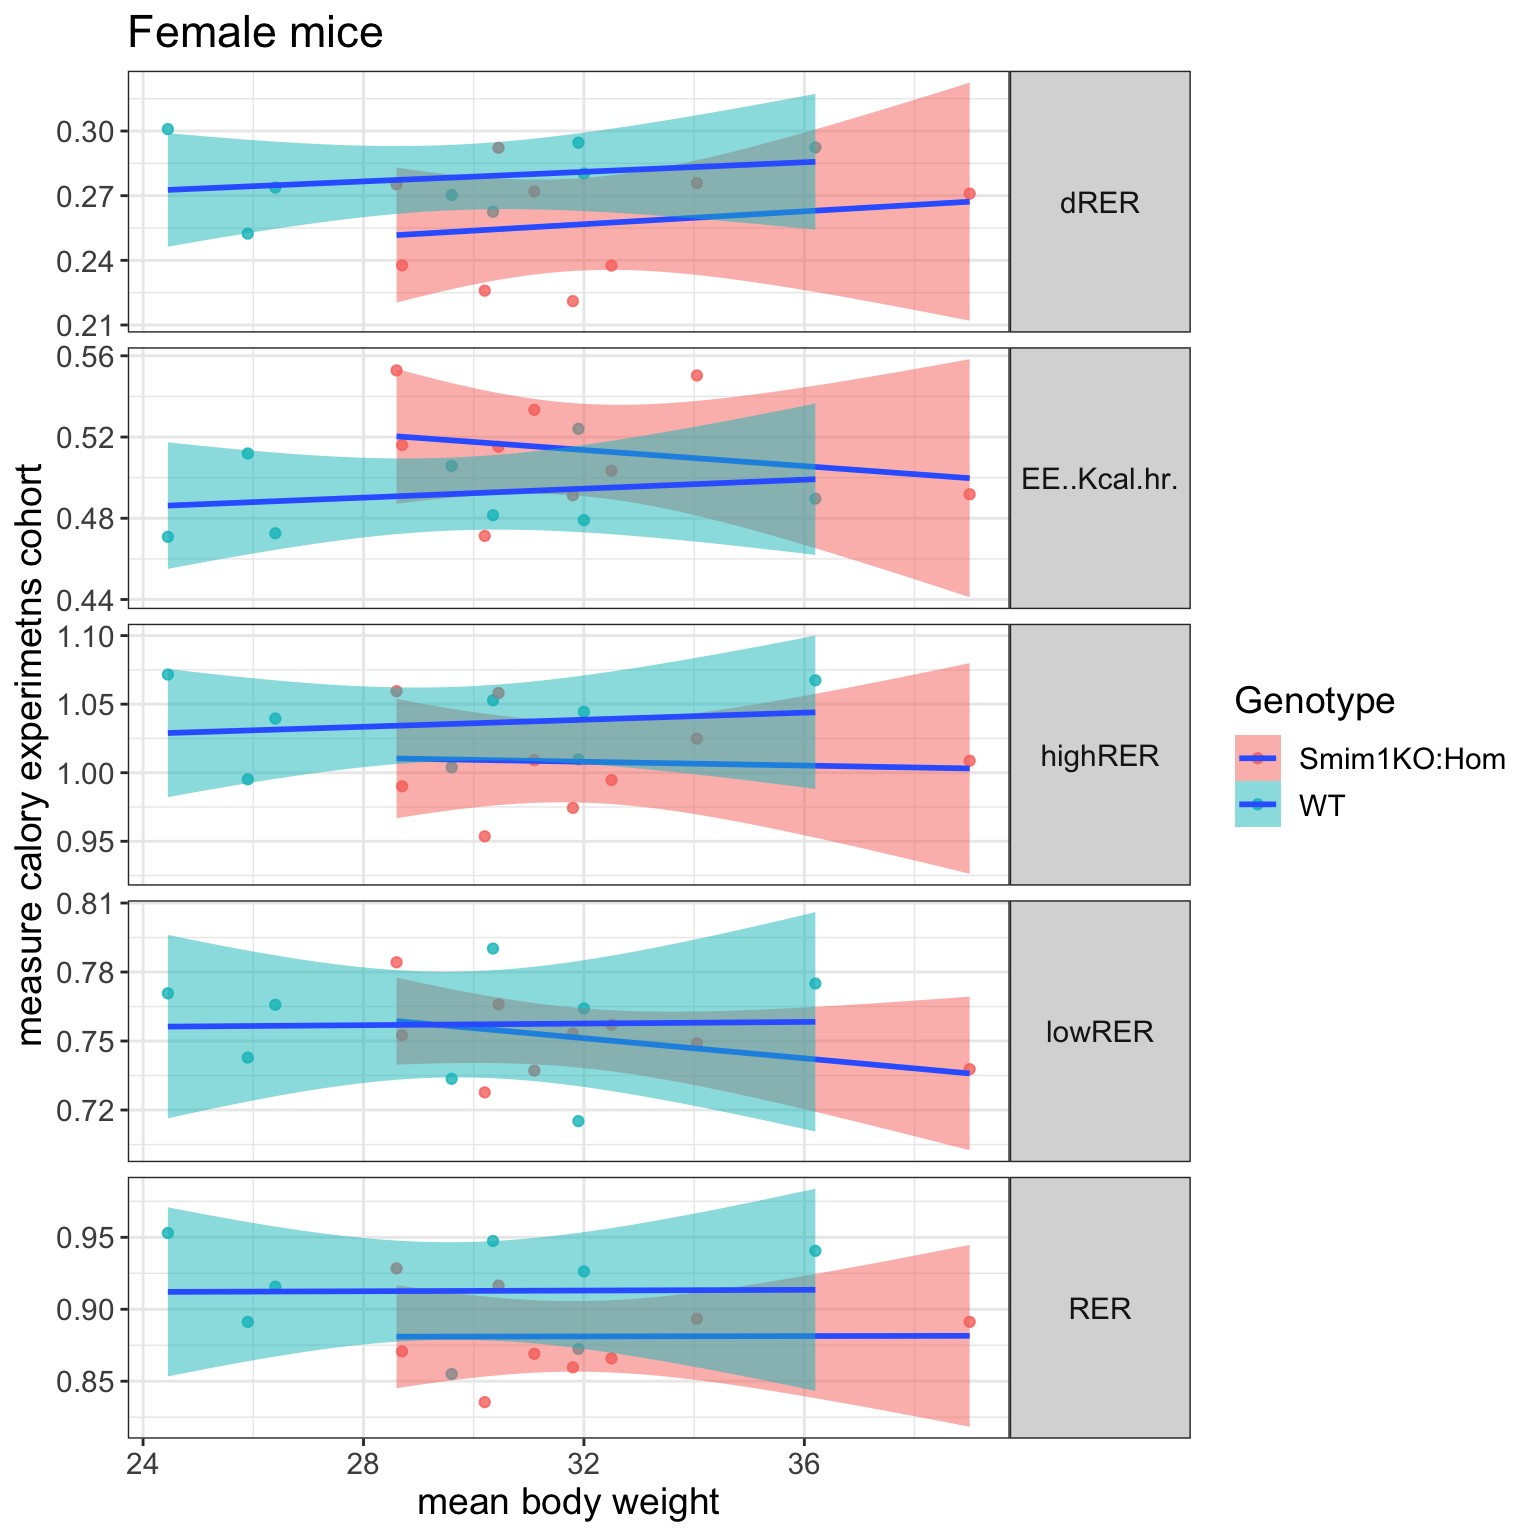 Female mice
measure calory experimetns cohort
0.30
0.27
0.24
0.21
dRER
0.56
0.52
0.48
0.44
EE..Kcal.hr.
1.10
1.05
1.00
0.95
highRER
0.81
0.78
0.75
0.72
lowRER
0.95
0.90
0.85
RER
24
28
32
36
mean body weight
Genotype
Smim1KO:Hom
WT